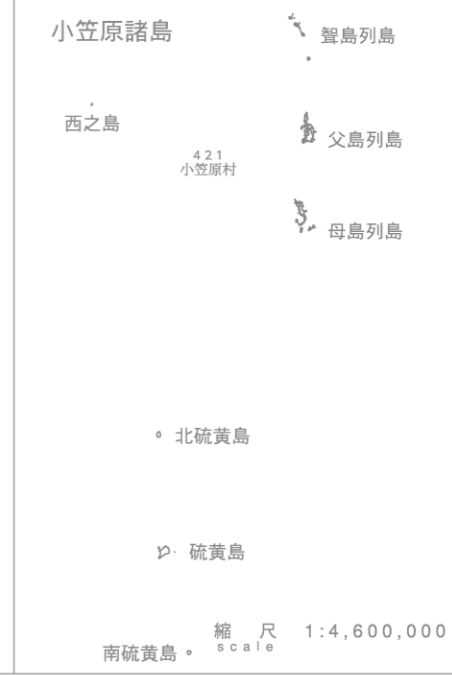 小笠原諸島
聟島列島
西之島
父島列島
421
小笠原村
母島列島
北硫黄島
硫黄島
縮 尺 1:4,600,000
scale
南硫黄島